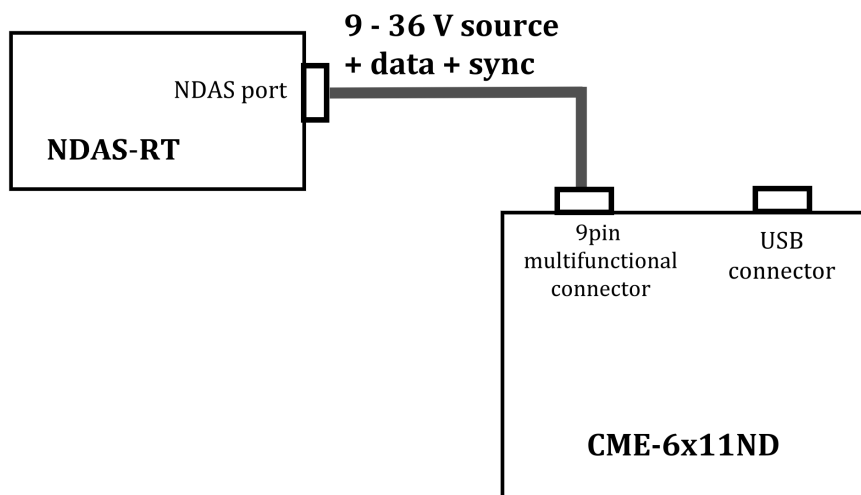 9 - 36 V source
+ data + sync
NDAS port
NDAS-RT
9pin
multifunctional
connector
USB
connector
CME-6x11ND